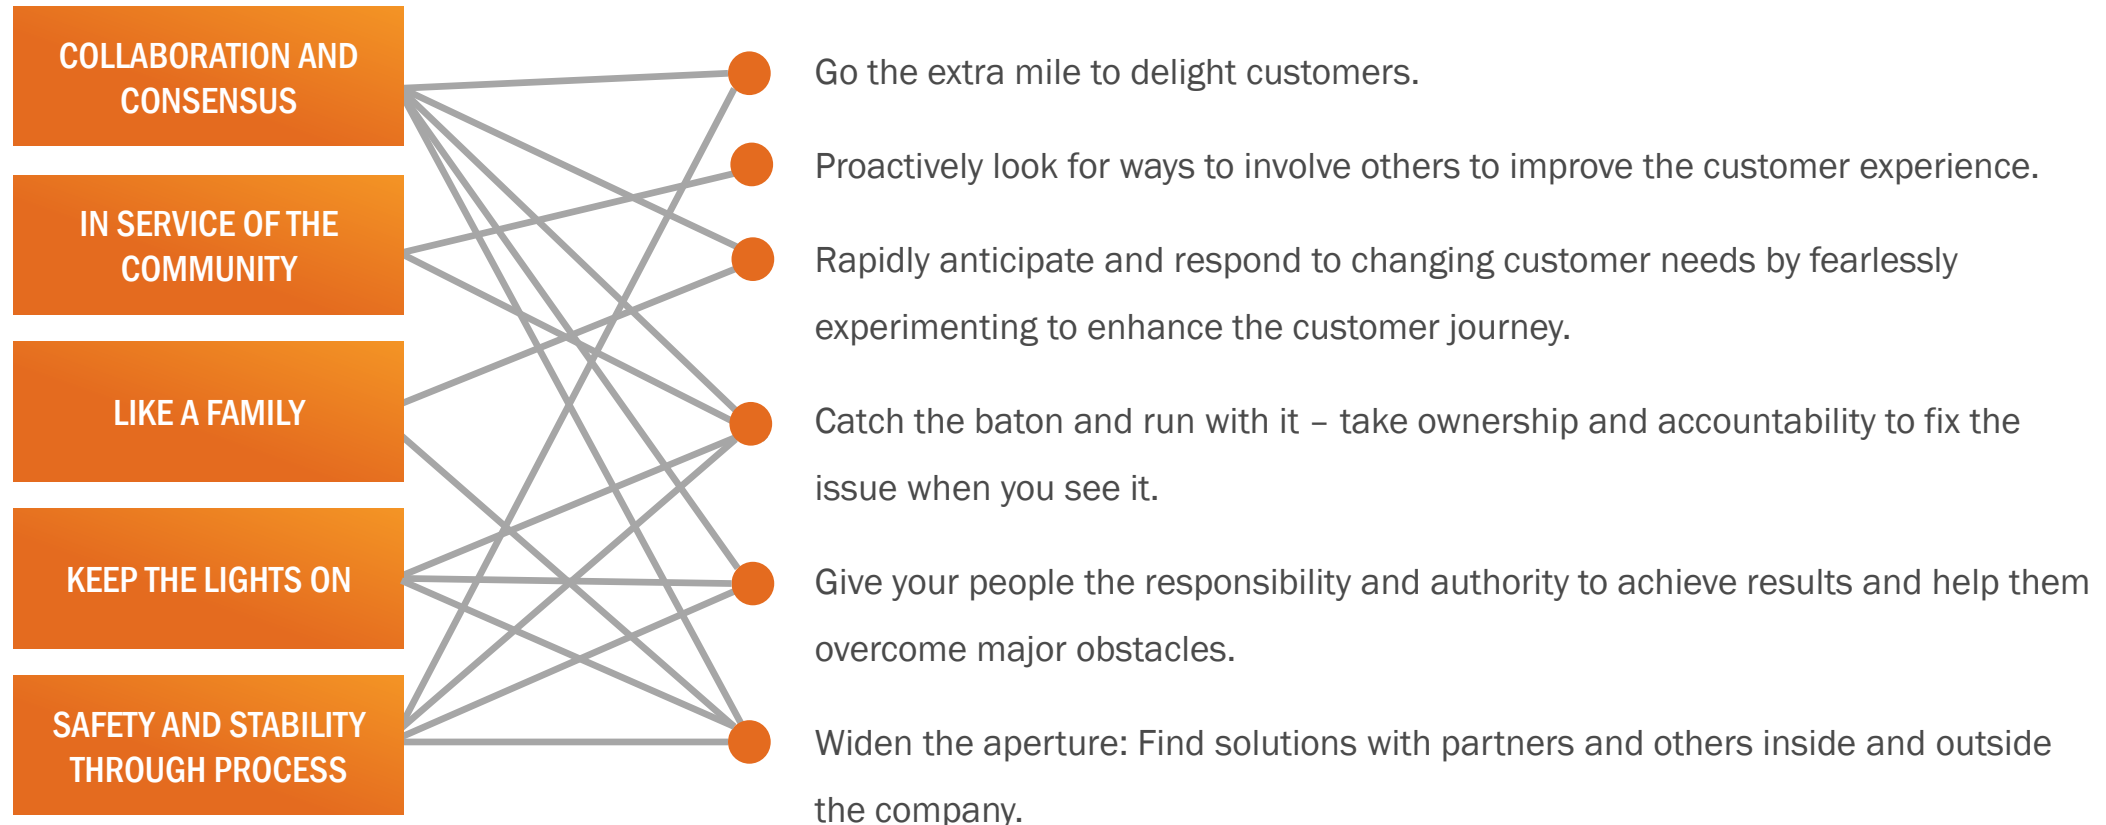 COLLABORATION AND
CONSENSUS
IN SERVICE OF THE
COMMUNITY
LIKE A FAMILY
KEEP THE LIGHTS ON
SAFETY AND STABILITY
THROUGH PROCESS
Go the extra mile to delight customers.
Proactively look for ways to involve others to improve the customer experience.
Rapidly anticipate and respond to changing customer needs by fearlessly
experimenting to enhance the customer journey.
Catch the baton and run with it – take ownership and accountability to fix the
issue when you see it.
Give your people the responsibility and authority to achieve results and help them
overcome major obstacles.
Widen the aperture: Find solutions with partners and others inside and outside
the company.